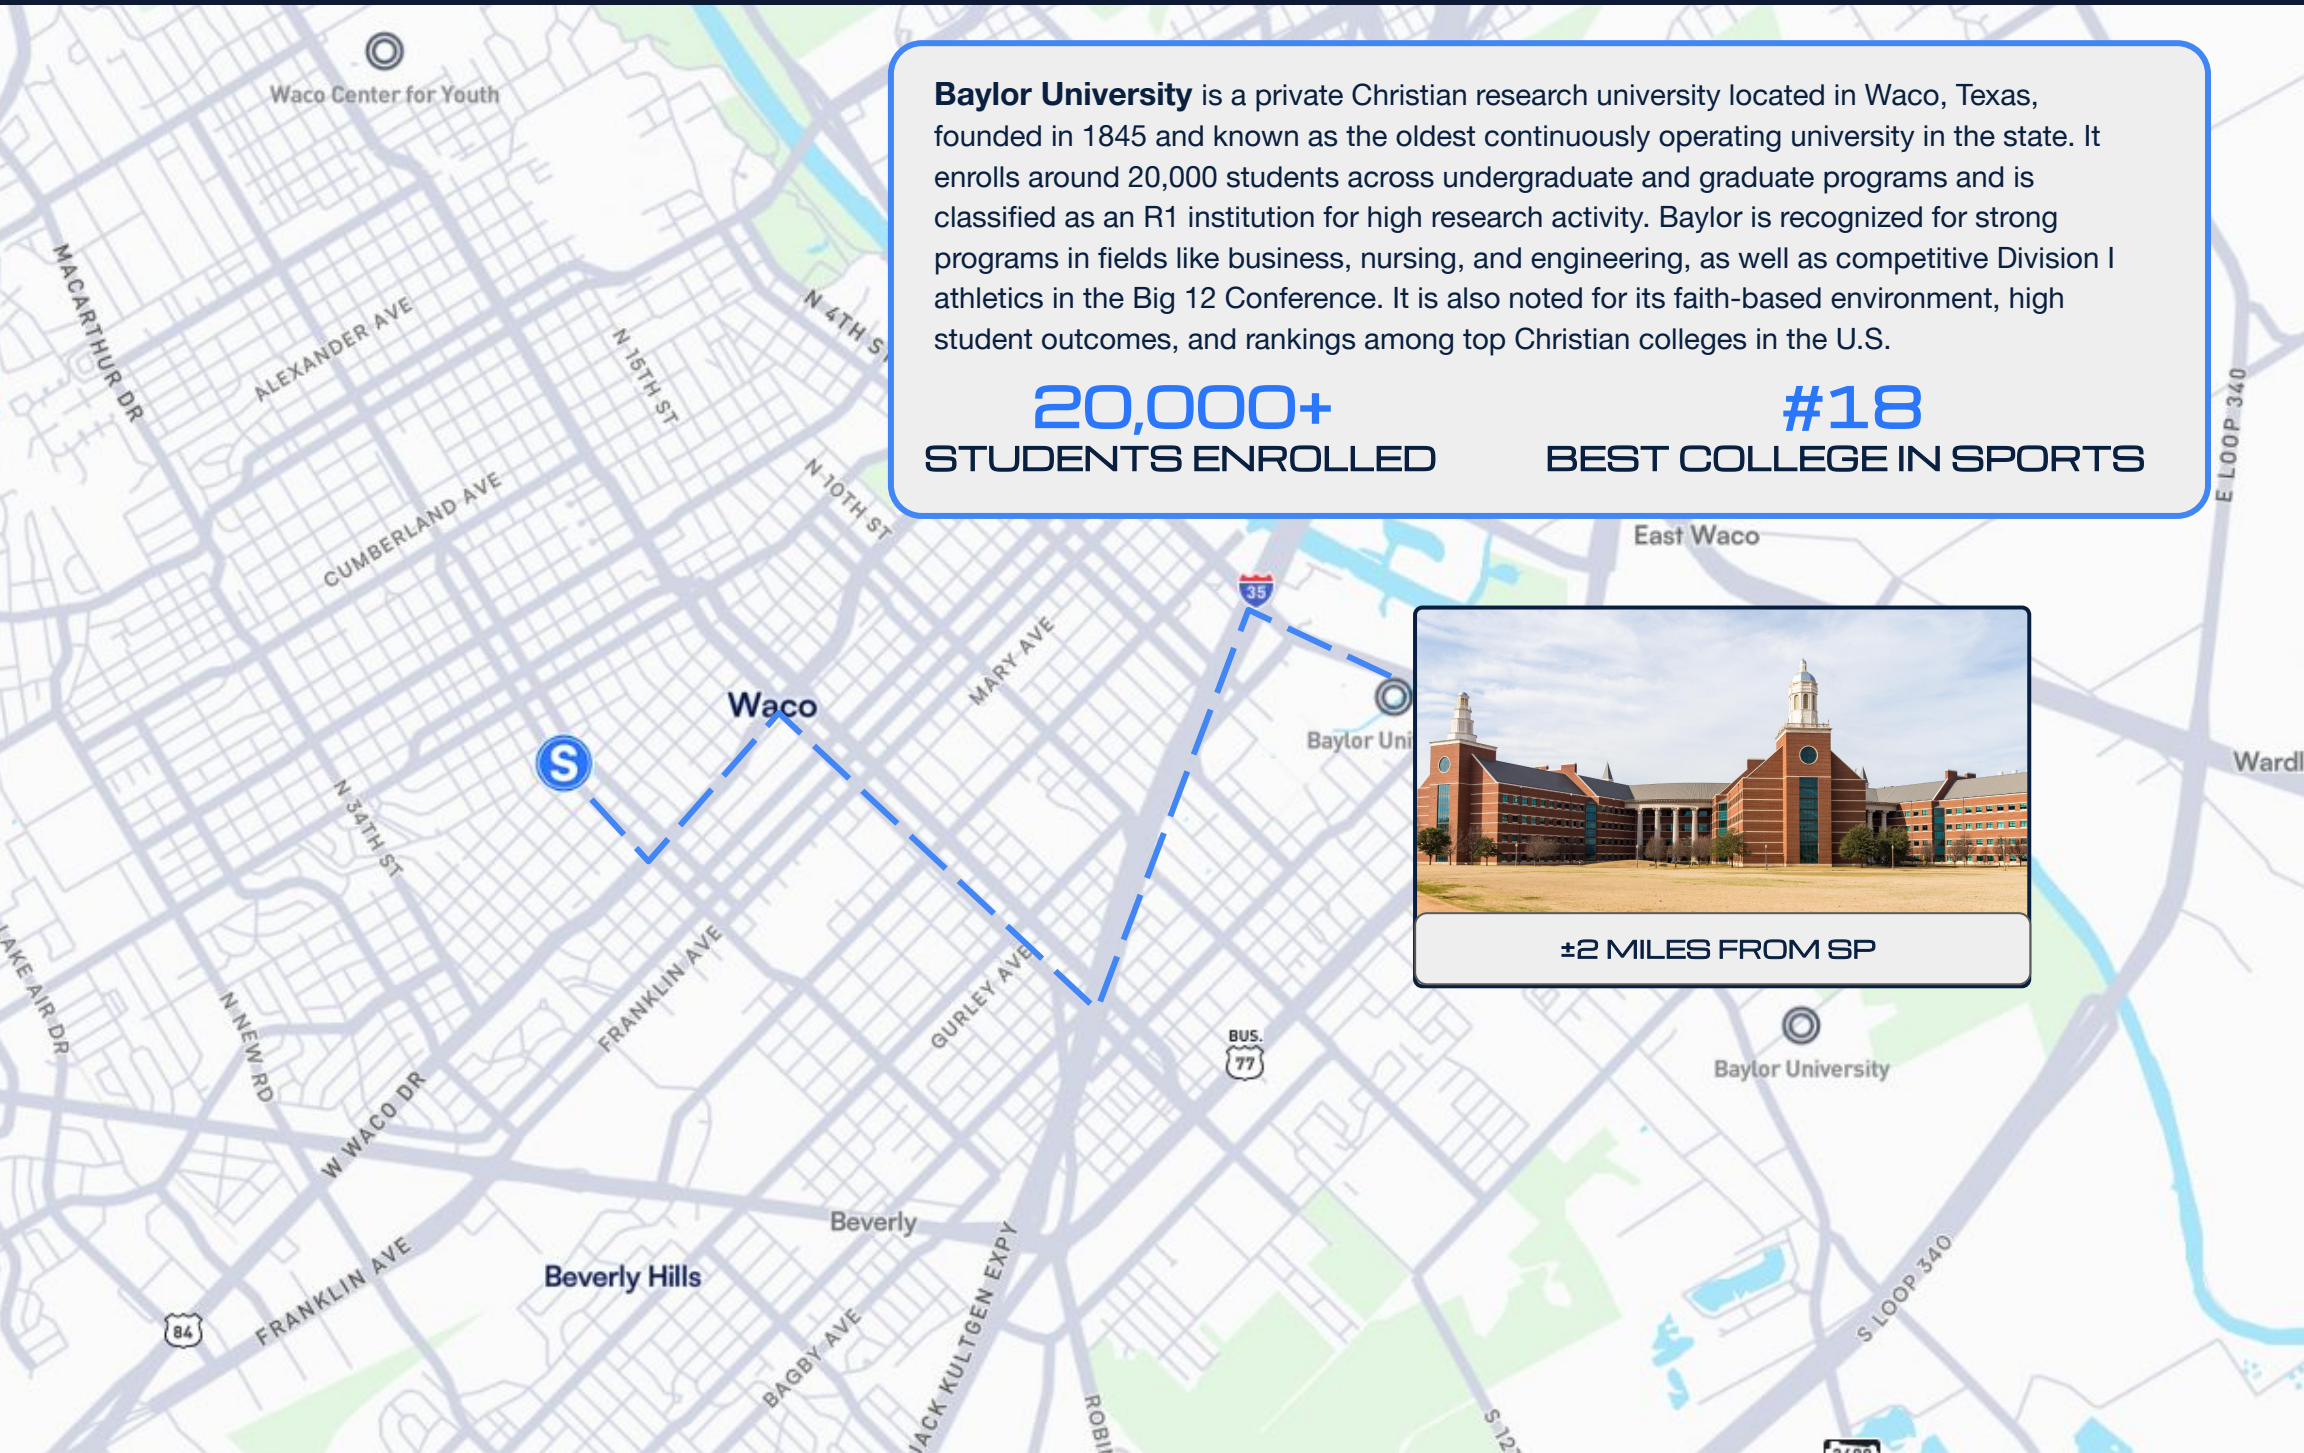 Waco Center for Youth
Baylor University is a private Christian research university located in Waco, Texas,
founded in 1845 and known as the oldest continuously operating university in the state. It
enrolls around 20,000 students across undergraduate and graduate programs and is
classified as an R1 institution for high research activity. Baylor is recognized for strong
programs in fields like business, nursing, and engineering, as well as competitive Division I
athletics in the Big 12 Conference. It is also noted for its faith-based environment, high
student outcomes, and rankings among top Christian colleges in the U.S.
20,000+
STUDENTS ENROLLED
#18
BEST COLLEGE IN SPORTS
MACARTHUR DR
ALEXANDER AVE
N 15TH ST
N 4TH ST
E LOOP 340
CUMBERLAND AVE
N 10TH ST
East Waco
35
MARY AVE
Waco
S
Baylor Uni
Wardl
N 34TH ST
±2 MILES FROM SP
LAKE AIR DR
N NEW RD
FRANKLIN AVE
GURLEY AVE
BUS.
77
Baylor University
W WACO DR
Beverly
Beverly Hills
FRANKLIN AVE
84
BAGBY AVE
JACK KULTGEN EXPY
S LOOP 340
ROBIN
S 12T